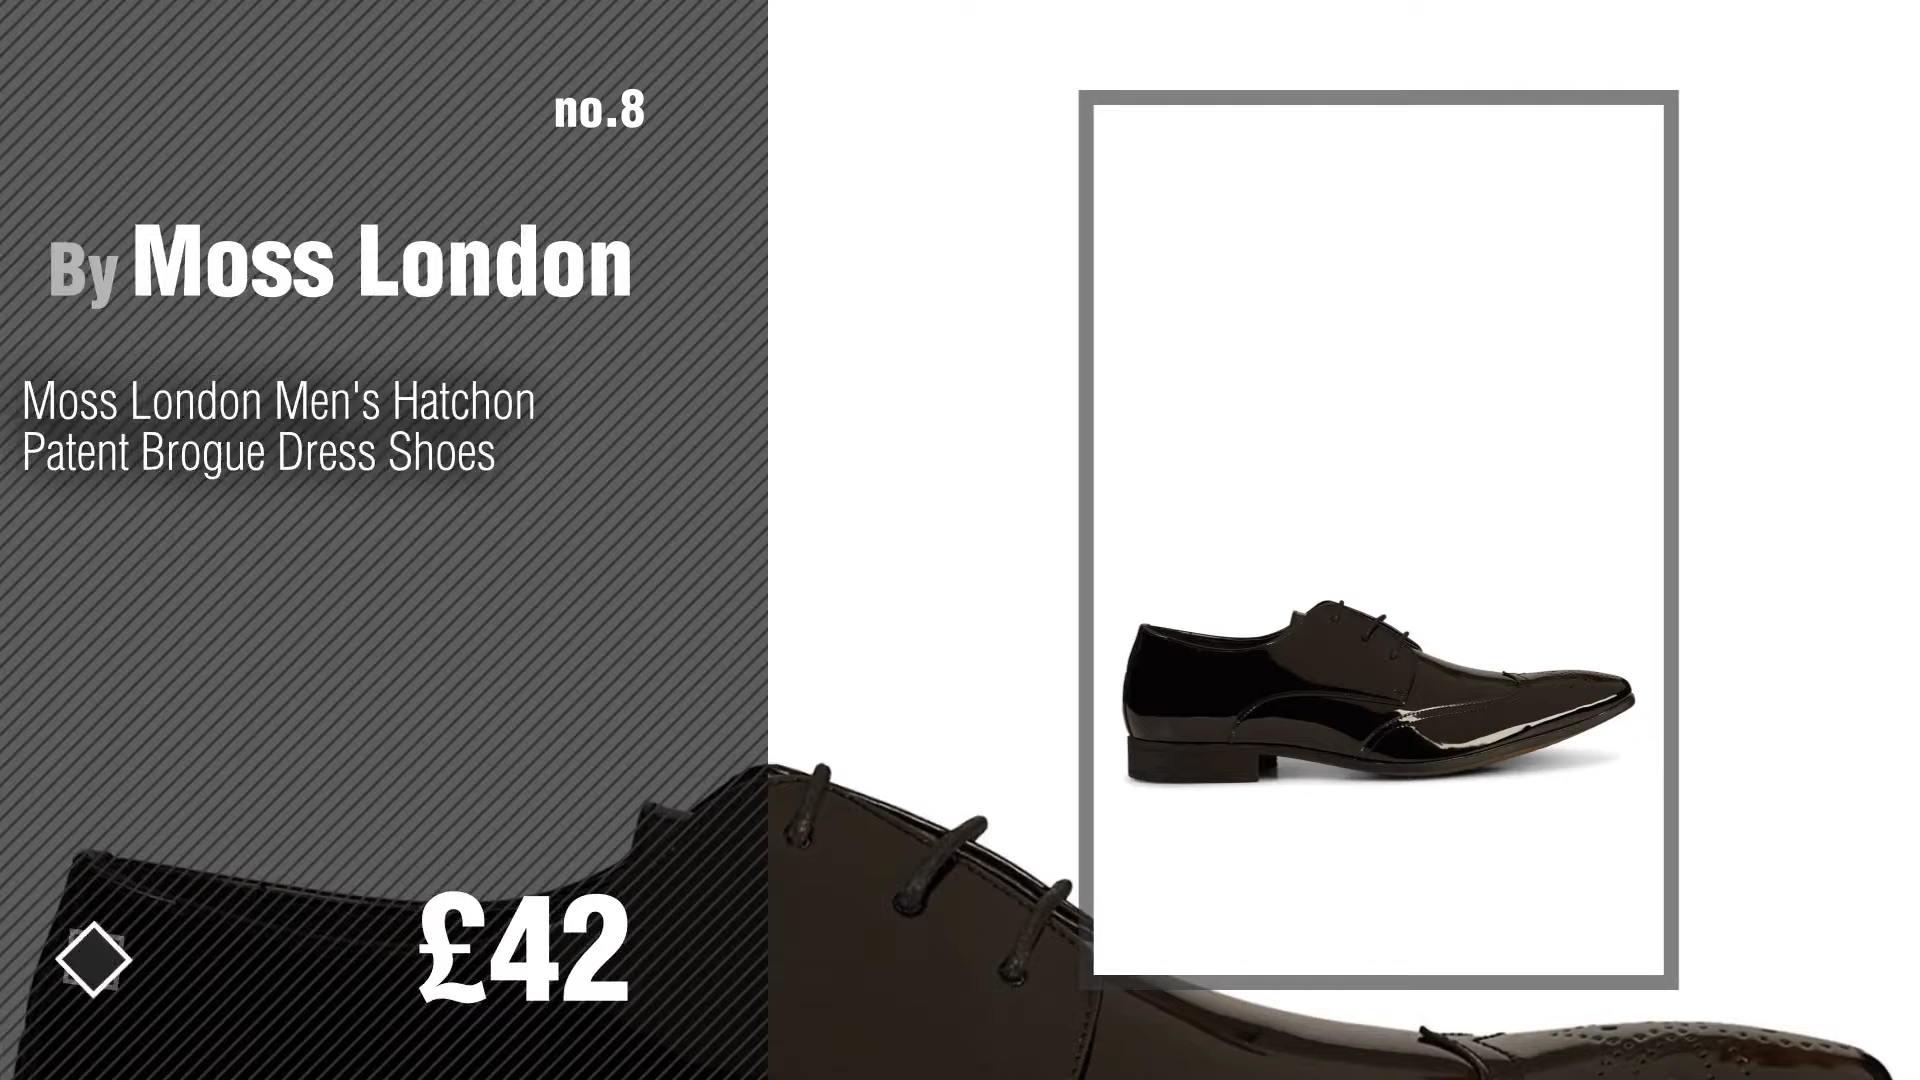 no.8
By Moss London
Moss London Men's Hatchon
Patent Brogue Dress Shoes
£42